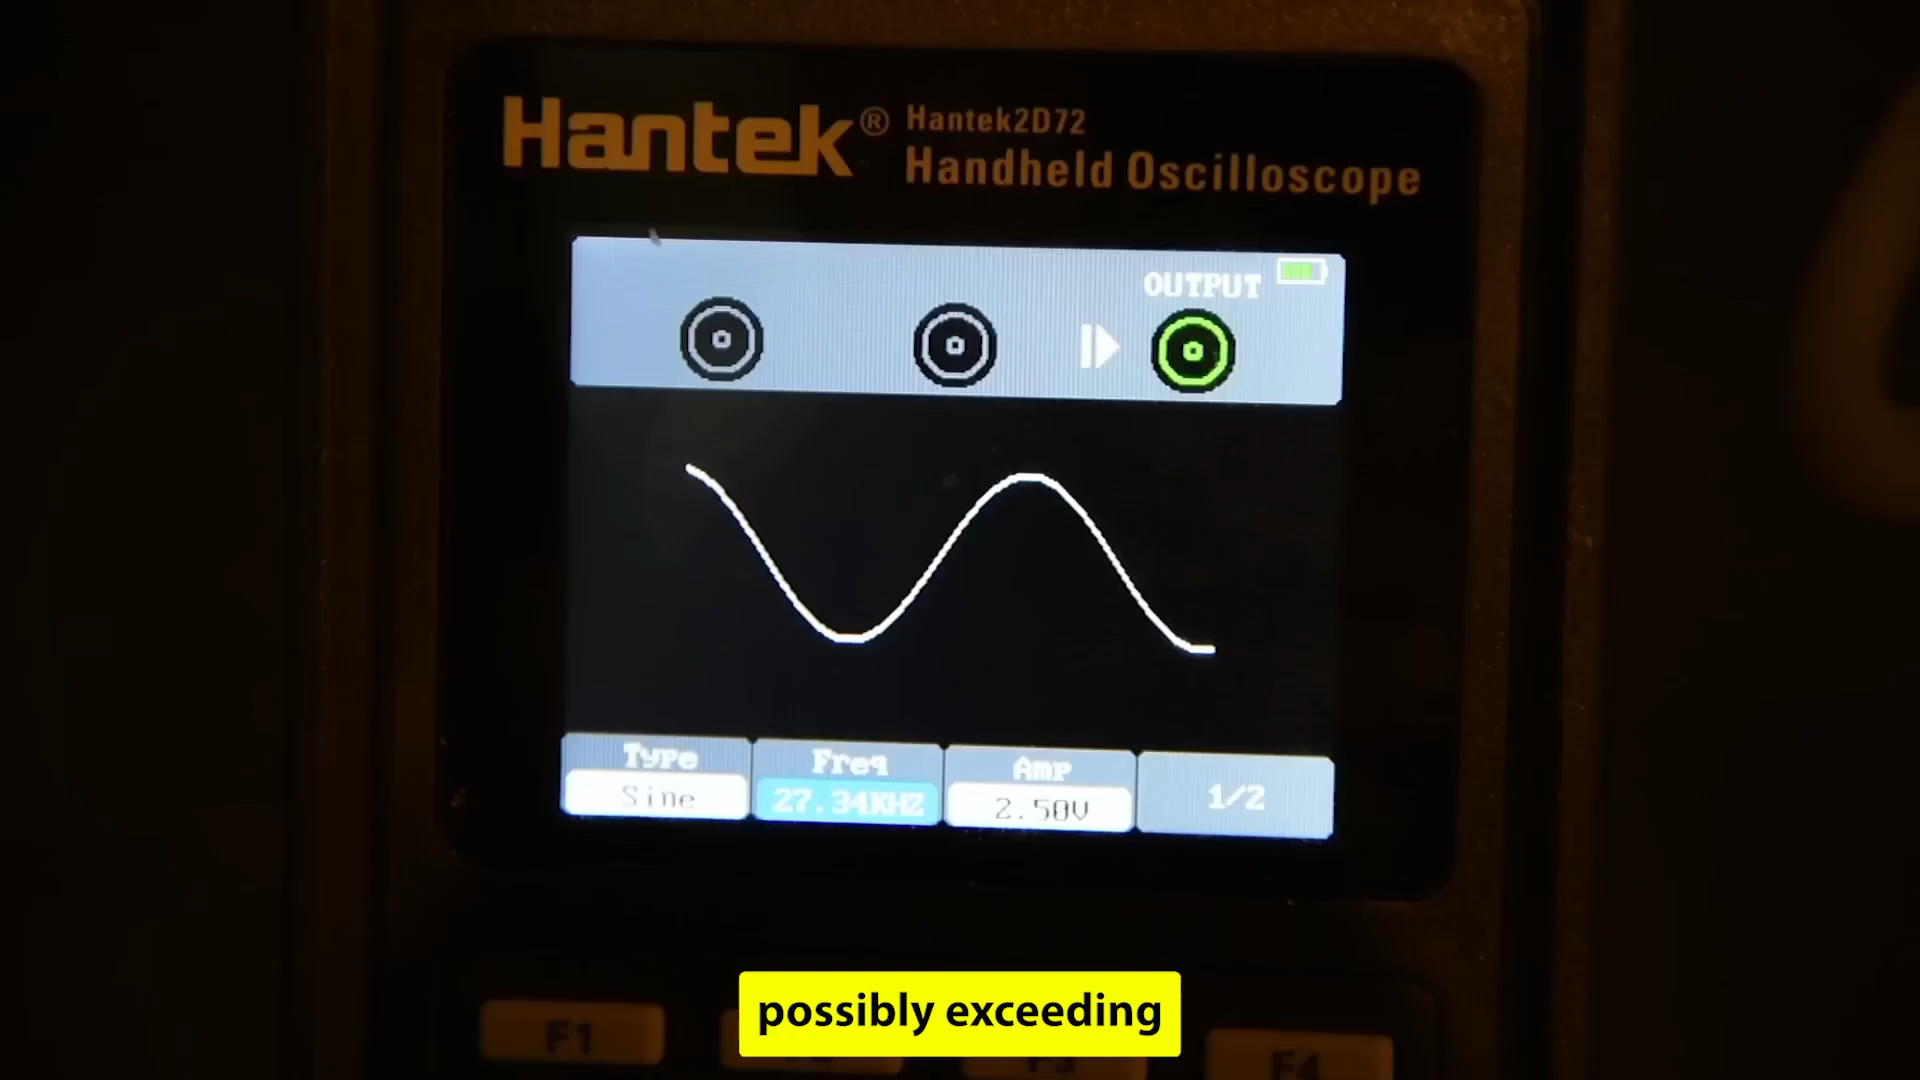 Hantek®
Hantek2D72
Handheld Oscilloscope
OUTPUT
Type
Sine
Freq
27.34KHZ
Amp
2.50V
1/2
possibly exceeding
F1
F3
F4